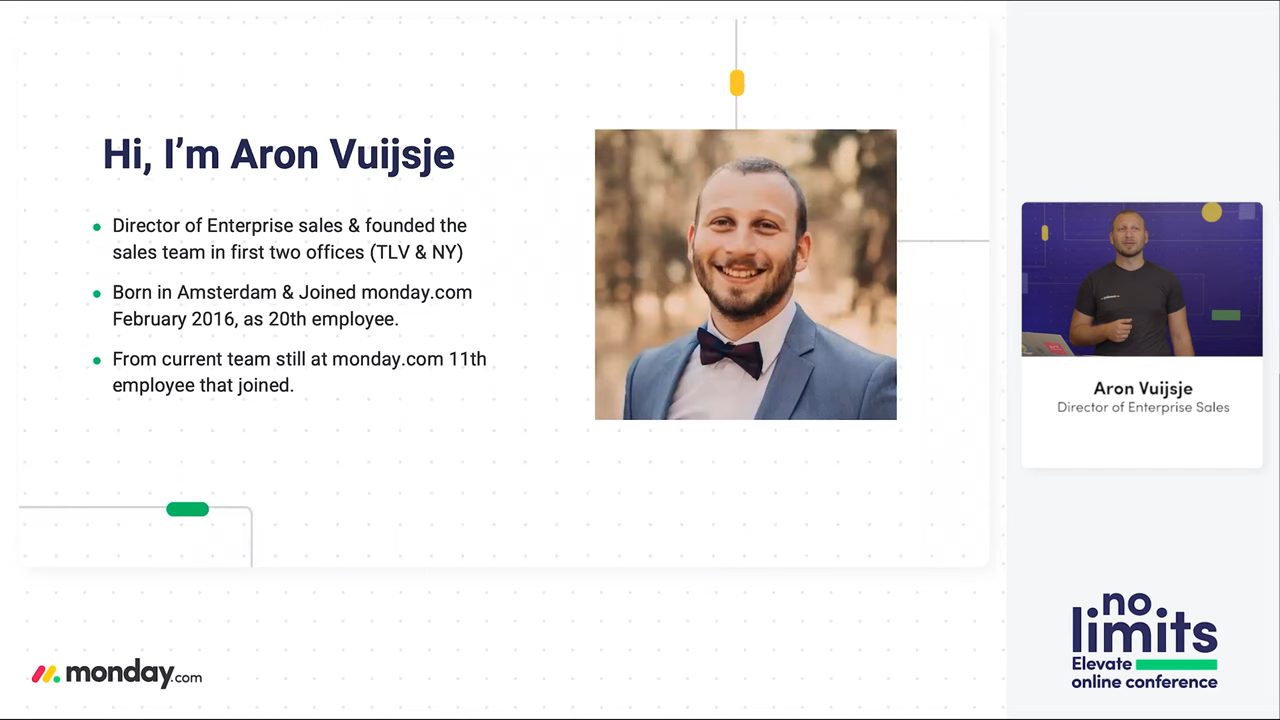 Hi, I’m Aron Vuijsje
• Director of Enterprise sales & founded the
sales team in first two offices (TLV & NY)
• Born in Amsterdam & Joined monday.com
February 2016, as 20th employee.
• From current team still at monday.com 11th
employee that joined.
Aron Vuijsje
Director of Enterprise Sales
monday.com
no
limits
Elevate
online conference